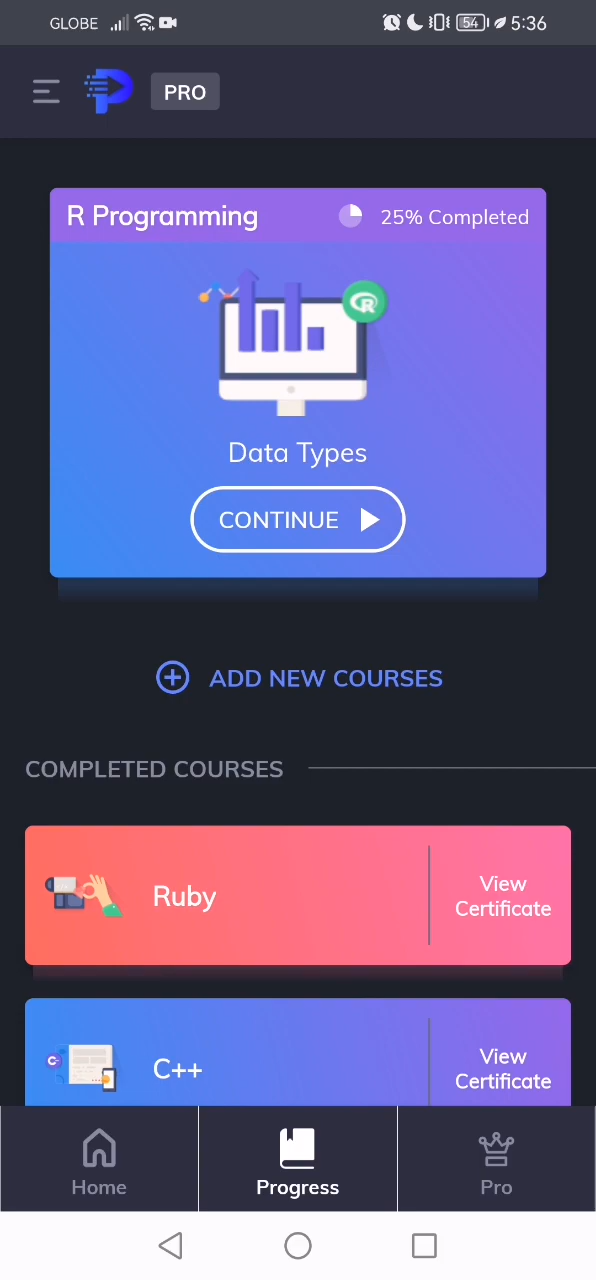 GLOBE 54 5:36
PRO
R Programming 25% Completed
R
Data Types
CONTINUE
ADD NEW COURSES
COMPLETED COURSES
Ruby
View
Certificate
C++
View
Certificate
Home Progress Pro